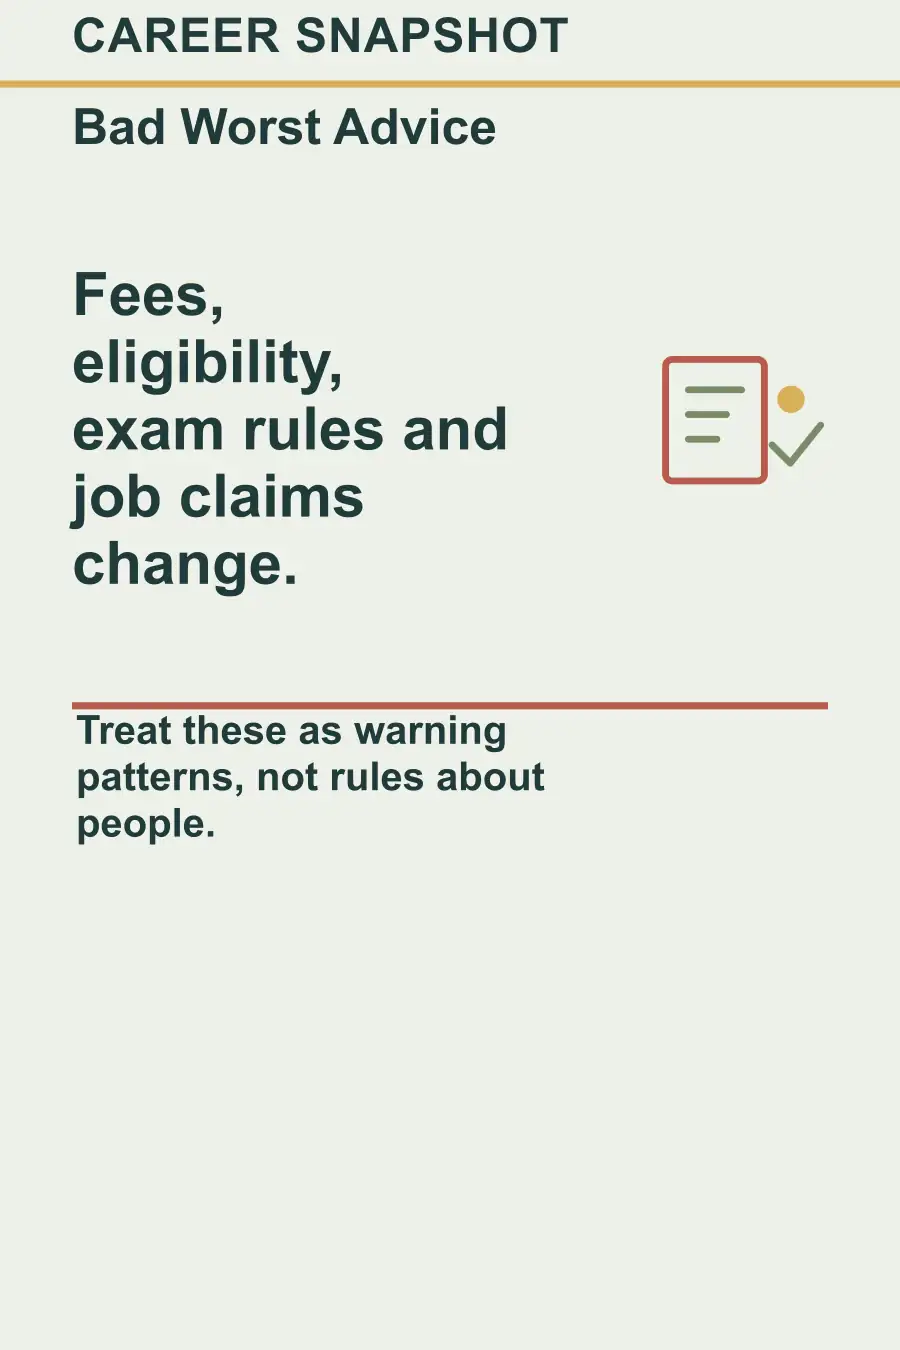 CAREER SNAPSHOT
Bad Worst Advice
Fees,
eligibility,
exam rules and
job claims
change.
Treat these as warning
patterns, not rules about
people.